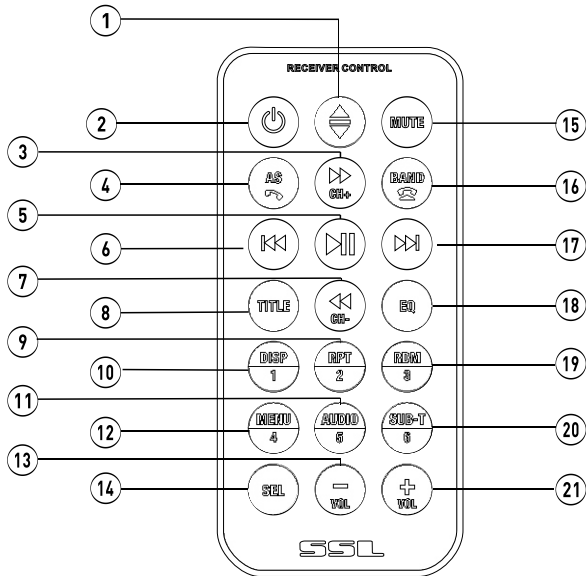 1
RECEIVER CONTROL
2
MUTE
15
3
4
AS
CH+
BAND
16
5
6
17
7
8
TITLE
CH-
EQ
18
9
10
DISP
1
RPT
2
RDM
3
19
11
12
MENU
4
AUDIO
5
SUB-T
6
20
13
14
SEL
VOL
VOL
21
SSL